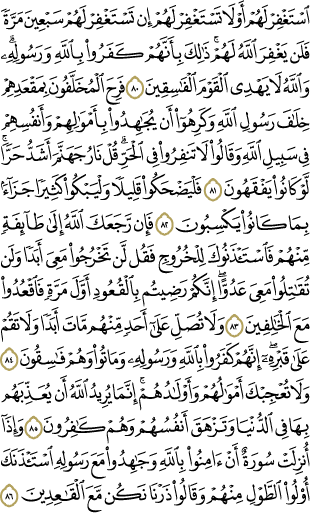 ٱسۡتَغۡفِرۡ لَهُمۡ أَوۡ لَا تَسۡتَغۡفِرۡ لَهُمۡ إِن تَسۡتَغۡفِرۡ لَهُمۡ سَبۡعِينَ مَرَّةٗ
فَلَن يَغۡفِرَ ٱللَّهُ لَهُمۡۚ ذَٰلِكَ بِأَنَّهُمۡ كَفَرُواْ بِٱللَّهِ وَرَسُولِهِۦۗ
وَٱللَّهُ لَا يَهۡدِي ٱلۡقَوۡمَ ٱلۡفَٰسِقِينَ ٨٠ فَرِحَ ٱلۡمُخَلَّفُونَ بِمَقۡعَدِهِمۡ
خِلَٰفَ رَسُولِ ٱللَّهِ وَكَرِهُوٓاْ أَن يُجَٰهِدُواْ بِأَمۡوَٰلِهِمۡ وَأَنفُسِهِمۡ
فِي سَبِيلِ ٱللَّهِ وَقَالُواْ لَا تَنفِرُواْ فِي ٱلۡحَرِّۗ قُلۡ نَارُ جَهَنَّمَ أَشَدُّ حَرّٗاۚ
لَّوۡ كَانُواْ يَفۡقَهُونَ ٨١ فَلۡيَضۡحَكُواْ قَلِيلٗا وَلۡيَبۡكُواْ كَثِيرٗا جَزَآءَۢ
بِمَا كَانُواْ يَكۡسِبُونَ ٨٢ فَإِن رَّجَعَكَ ٱللَّهُ إِلَىٰ طَآئِفَةٖ
مِّنۡهُمۡ فَٱسۡتَـٔۡذَنُوكَ لِلۡخُرُوجِ فَقُل لَّن تَخۡرُجُواْ مَعِيَ أَبَدٗا وَلَن
تُقَٰتِلُواْ مَعِيَ عَدُوًّاۖ إِنَّكُمۡ رَضِيتُم بِٱلۡقُعُودِ أَوَّلَ مَرَّةٖ فَٱقۡعُدُواْ
مَعَ ٱلۡخَٰلِفِينَ ٨٣ وَلَا تُصَلِّ عَلَىٰٓ أَحَدٖ مِّنۡهُم مَّاتَ أَبَدٗا وَلَا تَقُمۡ
عَلَىٰ قَبۡرِهِۦٓۖ إِنَّهُمۡ كَفَرُواْ بِٱللَّهِ وَرَسُولِهِۦ وَمَاتُواْ وَهُمۡ فَٰسِقُونَ ٨٤
وَلَا تُعۡجِبۡكَ أَمۡوَٰلُهُمۡ وَأَوۡلَٰدُهُمۡۚ إِنَّمَا يُرِيدُ ٱللَّهُ أَن يُعَذِّبَهُم
بِهَا فِي ٱلدُّنۡيَا وَتَزۡهَقَ أَنفُسُهُمۡ وَهُمۡ كَٰفِرُونَ ٨٥ وَإِذَآ
أُنزِلَتۡ سُورَةٌ أَنۡ ءَامِنُواْ بِٱللَّهِ وَجَٰهِدُواْ مَعَ رَسُولِهِ ٱسۡتَـٔۡذَنَكَ
أُوْلُواْ ٱلطَّوۡلِ مِنۡهُمۡ وَقَالُواْ ذَرۡنَا نَكُن مَّعَ ٱلۡقَٰعِدِينَ ٨٦